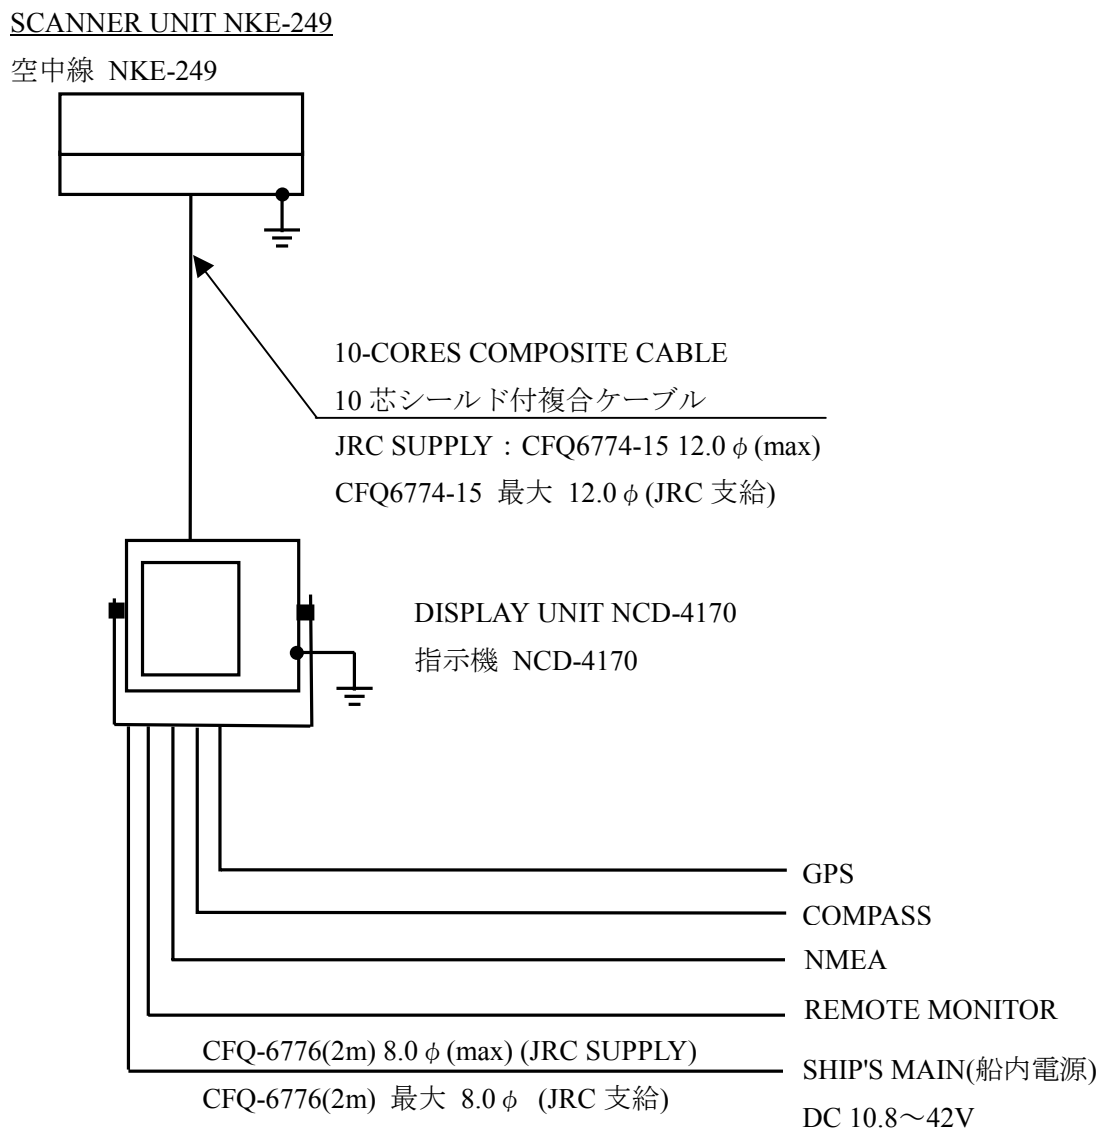 SCANNER UNIT NKE-249
空中線 NKE-249
10-CORES COMPOSITE CABLE
10 芯シールド付複合ケーブル
JRC SUPPLY：CFQ6774-15 12.0φ(max)
CFQ6774-15 最大 12.0φ(JRC 支給)
DISPLAY UNIT NCD-4170
指示機 NCD-4170
GPS
COMPASS
NMEA
REMOTE MONITOR
CFQ-6776(2m) 8.0φ(max) (JRC SUPPLY)
SHIP'S MAIN(船内電源)
CFQ-6776(2m) 最大 8.0φ (JRC 支給)
DC 10.8～42V